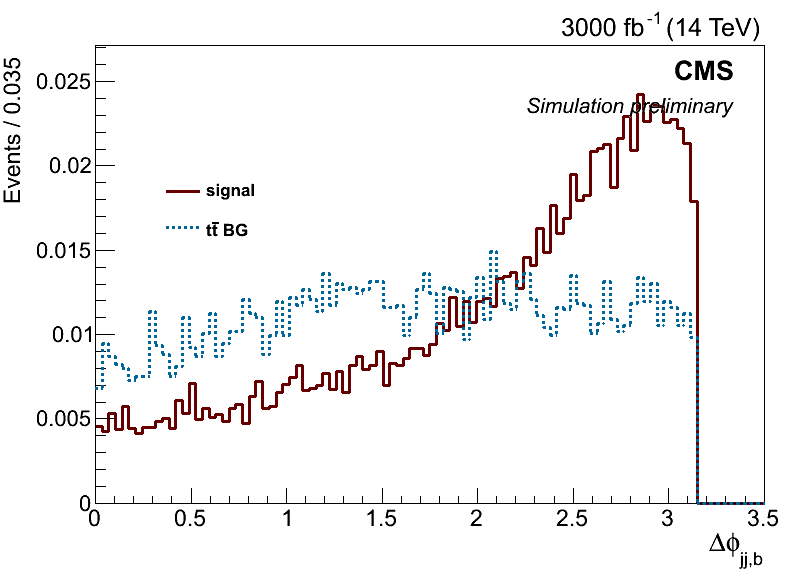 3000 fb⁻¹ (14 TeV)
Events / 0.035
CMS
Simulation preliminary
signal
tt̄ BG
0.025
0.02
0.015
0.01
0.005
0
0 0.5 1 1.5 2 2.5 3 3.5
Δϕjj,b